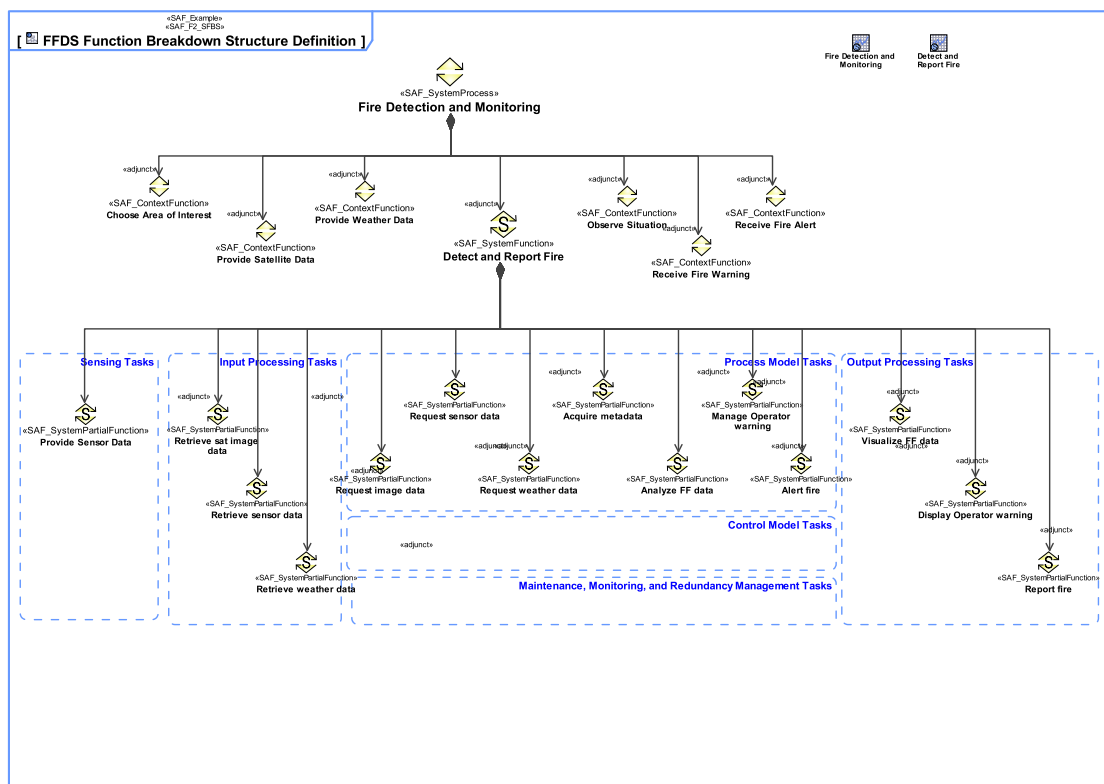 «SAF_Example»
«SAF_F2_SFBS»
[ FFDS Function Breakdown Structure Definition ]
Fire Detection and
Monitoring
Detect and
Report Fire
«SAF_SystemProcess»
Fire Detection and Monitoring
«adjunct»
«SAF_ContextFunction»
Choose Area of Interest
«adjunct»
«SAF_ContextFunction»
Provide Satellite Data
«adjunct»
«SAF_ContextFunction»
Provide Weather Data
«adjunct»
«SAF_SystemFunction»
Detect and Report Fire
«adjunct»
«SAF_ContextFunction»
Observe Situation
«adjunct»
«SAF_ContextFunction»
Receive Fire Warning
«adjunct»
«SAF_ContextFunction»
Receive Fire Alert
Sensing Tasks
S
«SAF_SystemPartialFunction»
Provide Sensor Data
Input Processing Tasks
«adjunct»
S
«SAF_SystemPartialFunction»
Retrieve sat image
data
«adjunct»
S
«SAF_SystemPartialFunction»
Retrieve sensor data
S
«SAF_SystemPartialFunction»
Retrieve weather data
Process Model Tasks
S
«SAF_SystemPartialFunction»
Request sensor data
«adjunct»
S
«SAF_SystemPartialFunction»
Acquire metadata
«adjunct»
«adjunct»
S
«SAF_SystemPartialFunction»
Manage Operator
warning
«adjunct»
S
«SAF_SystemPartialFunction»
Request image data
«adjunct»
«adjunct»
S
«SAF_SystemPartialFunction»
Request weather data
«adjunct»
S
«SAF_SystemPartialFunction»
Analyze FF data
«adjunct»
S
«SAF_SystemPartialFunction»
Alert fire
Control Model Tasks
«adjunct»
Maintenance, Monitoring, and Redundancy Management Tasks
Output Processing Tasks
«adjunct»
S
«SAF_SystemPartialFunction»
Visualize FF data
«adjunct»
«adjunct»
S
«SAF_SystemPartialFunction»
Display Operator warning
«adjunct»
S
«SAF_SystemPartialFunction»
Report fire